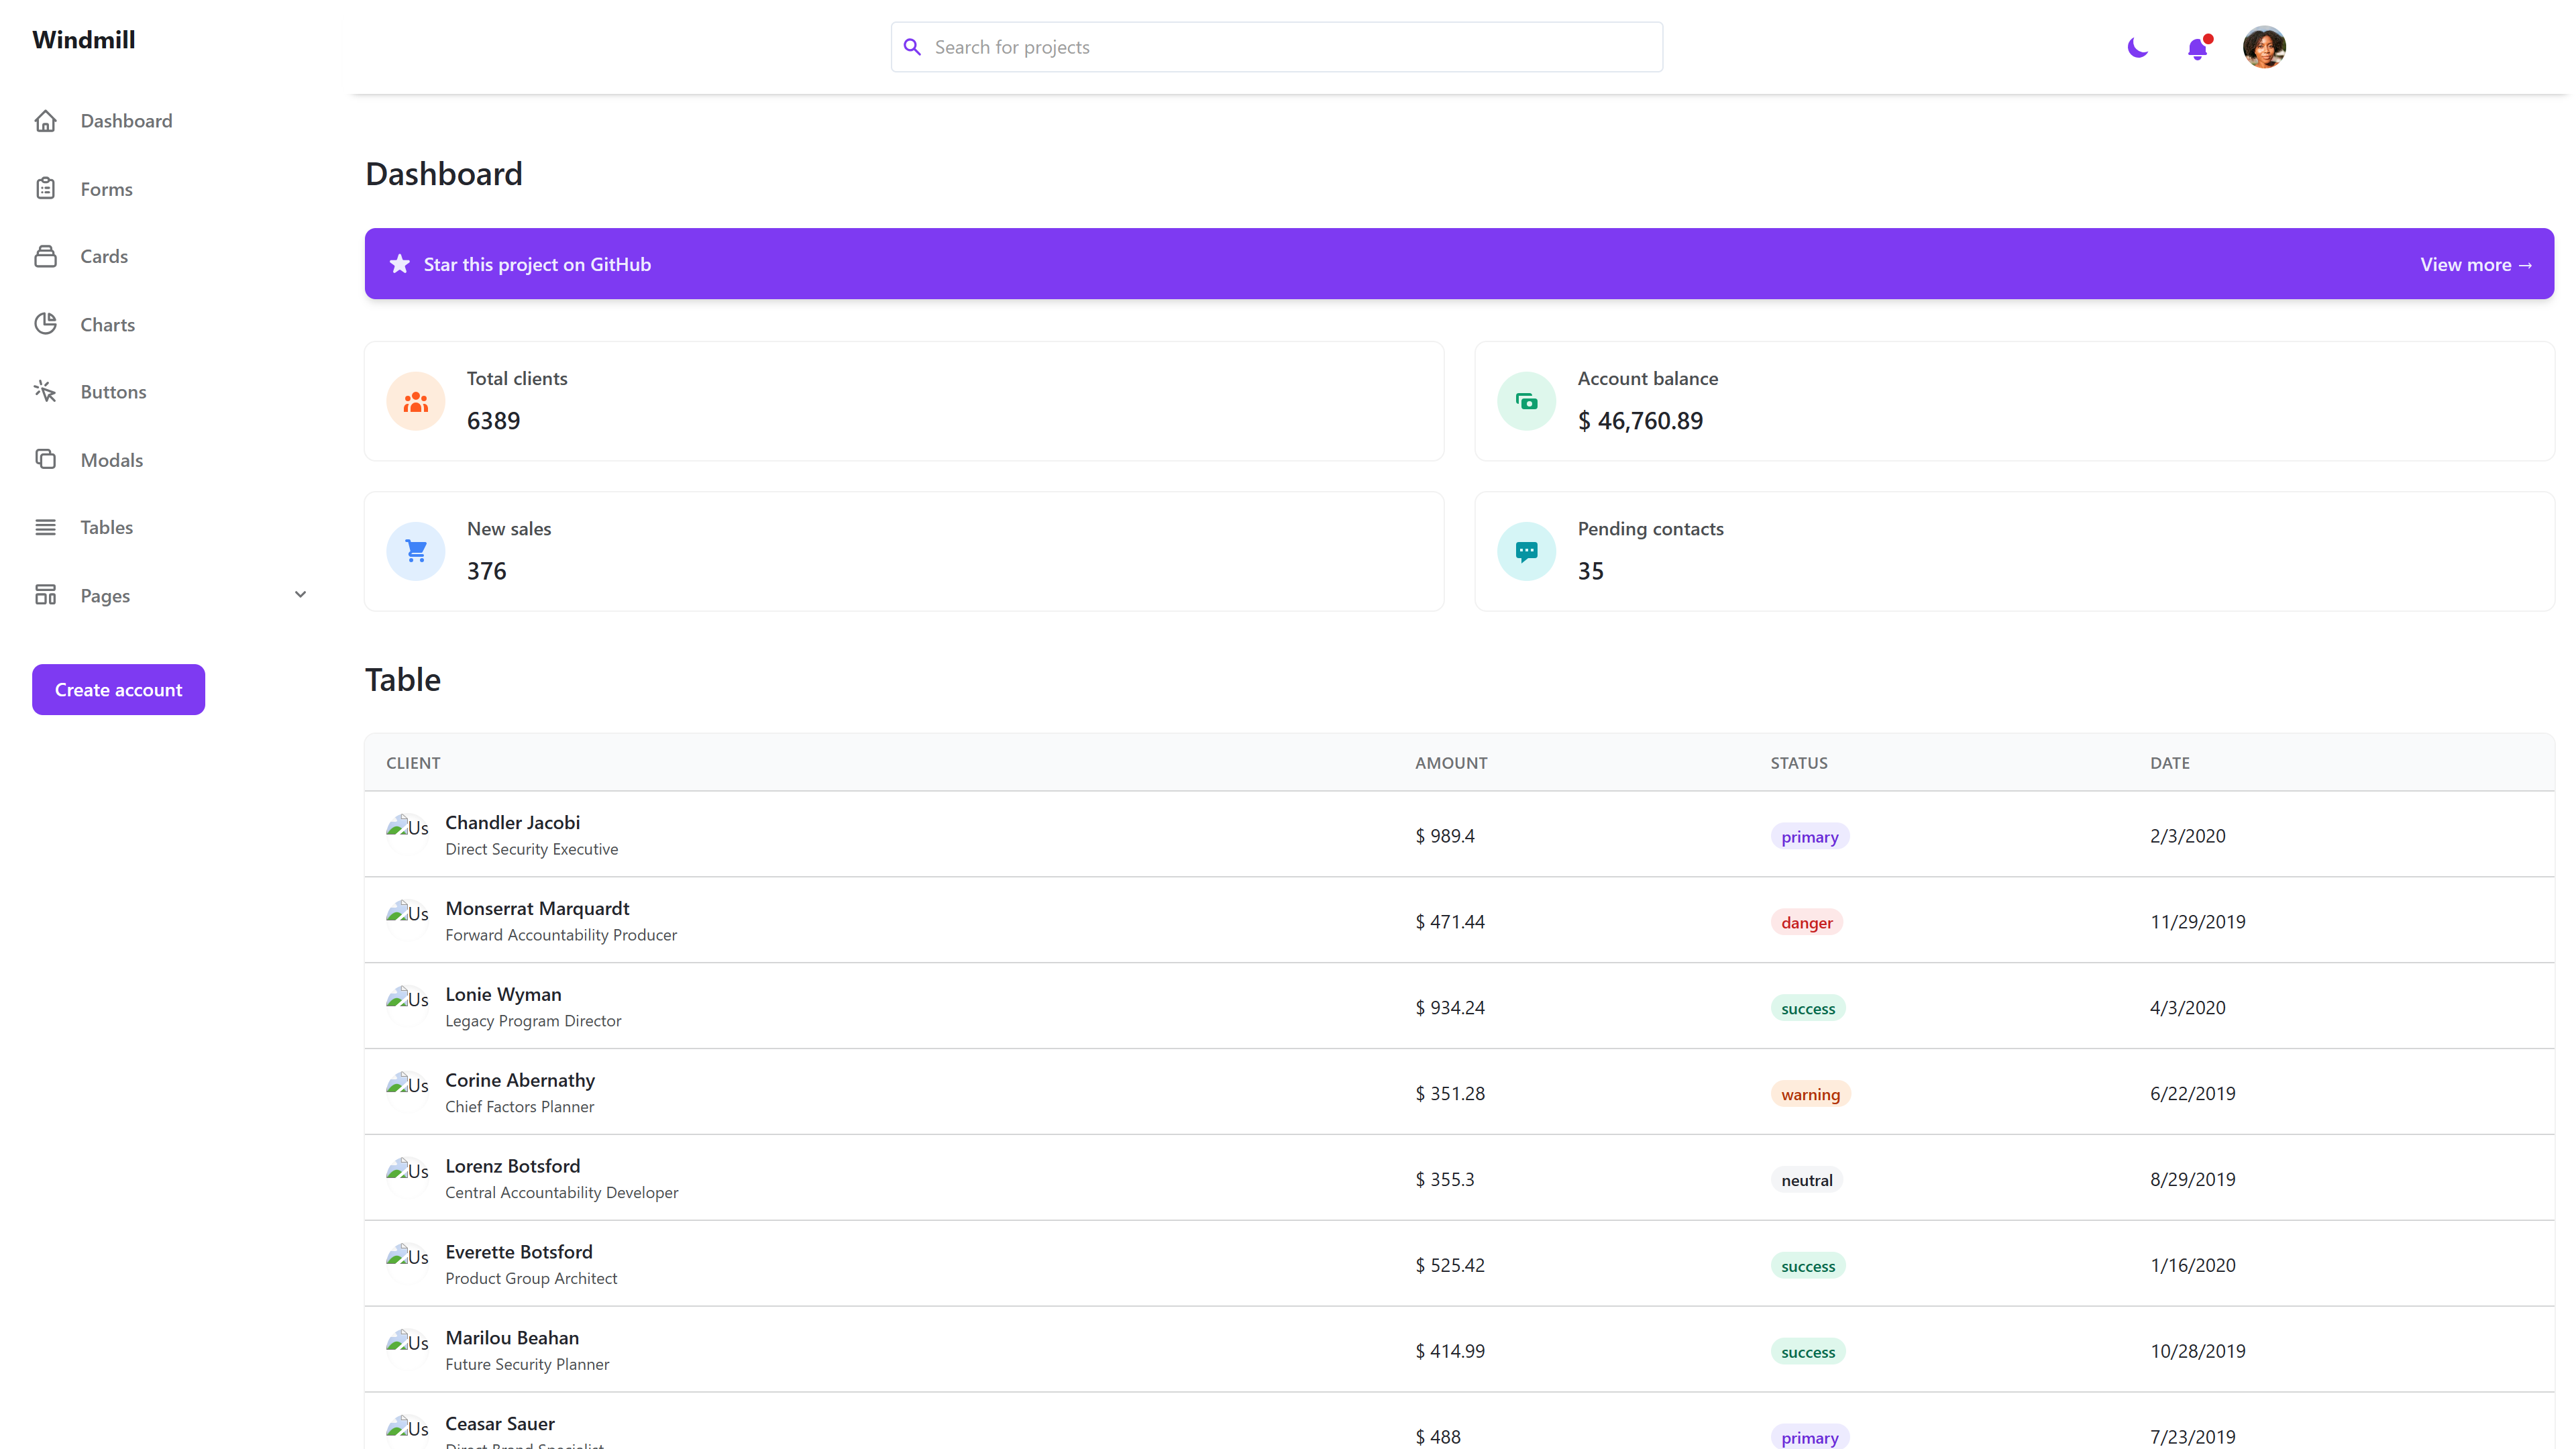 Windmill
Search for projects
Dashboard
Forms
Cards
Charts
Buttons
Modals
Tables
Pages
Create account
Dashboard
Star this project on GitHub
View more →
Total clients
6389
Account balance
$ 46,760.89
New sales
376
Pending contacts
35
Table
CLIENT AMOUNT STATUS DATE
Us Chandler Jacobi
Direct Security Executive
$ 989.4 primary 2/3/2020
Us Monserrat Marquardt
Forward Accountability Producer
$ 471.44 danger 11/29/2019
Us Lonie Wyman
Legacy Program Director
$ 934.24 success 4/3/2020
Us Corine Abernathy
Chief Factors Planner
$ 351.28 warning 6/22/2019
Us Lorenz Botsford
Central Accountability Developer
$ 355.3 neutral 8/29/2019
Us Everette Botsford
Product Group Architect
$ 525.42 success 1/16/2020
Us Marilou Beahan
Future Security Planner
$ 414.99 success 10/28/2019
Us Ceasar Sauer
Direct Brand Specialist
$ 488 primary 7/23/2019